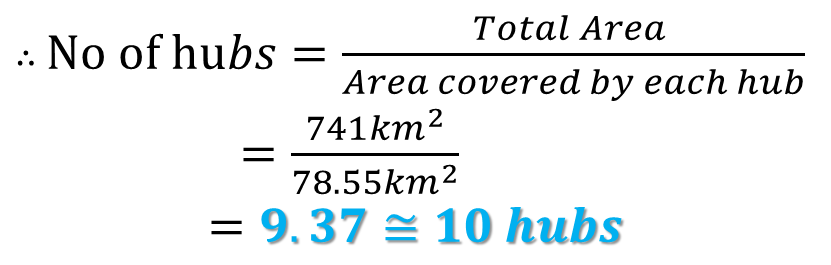 ∴ No of hubs = Total Area / Area covered by each hub
= 741km² / 78.55km²
= 9.37 ≅ 10 hubs